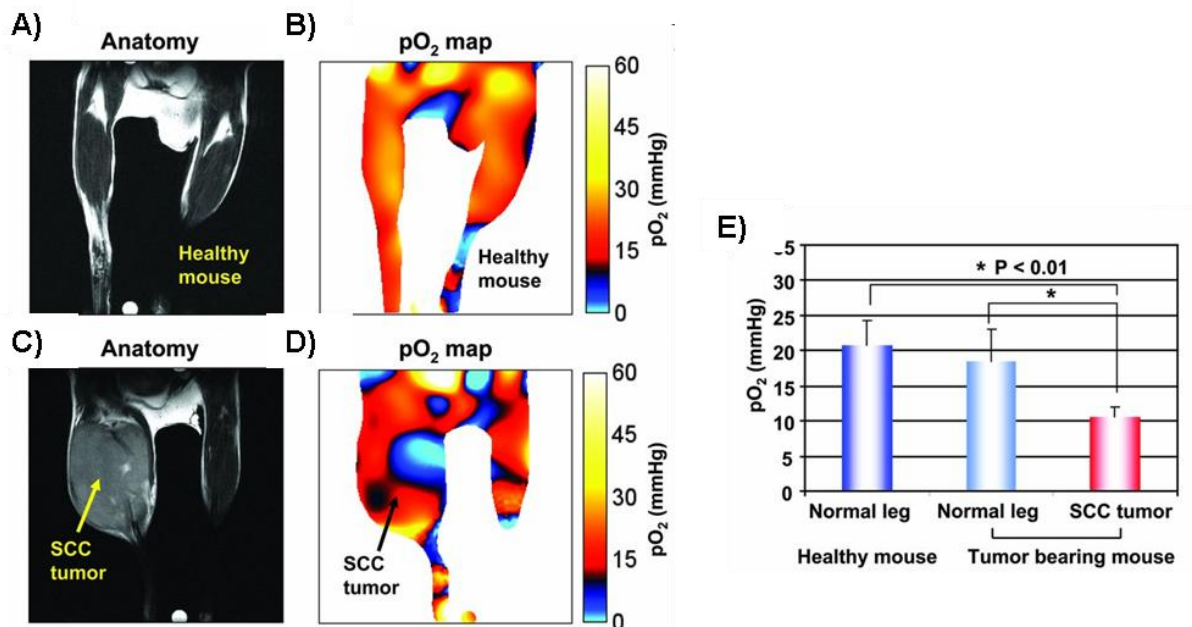 A)
Anatomy
Healthy
mouse
B)
pO₂ map
60
45
30
15
0
pO₂ (mmHg)
Healthy
mouse
C)
Anatomy
SCC
tumor
D)
pO₂ map
60
45
30
15
0
pO₂ (mmHg)
SCC
tumor
E)
30
25
20
15
10
5
0
pO₂ (mmHg)
* P < 0.01
*
Normal leg
Normal leg
SCC tumor
Healthy mouse
Tumor bearing mouse